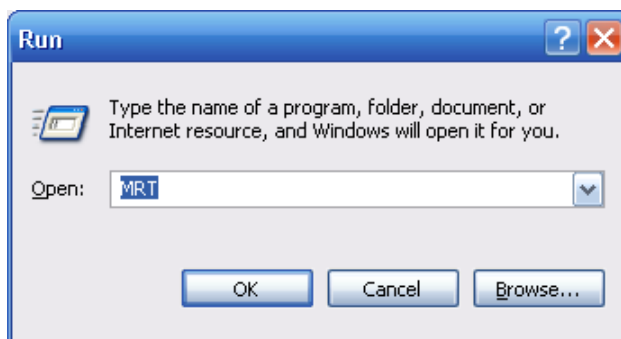 Run
Type the name of a program, folder, document, or
Internet resource, and Windows will open it for you.
Open: MRT
OK Cancel Browse...